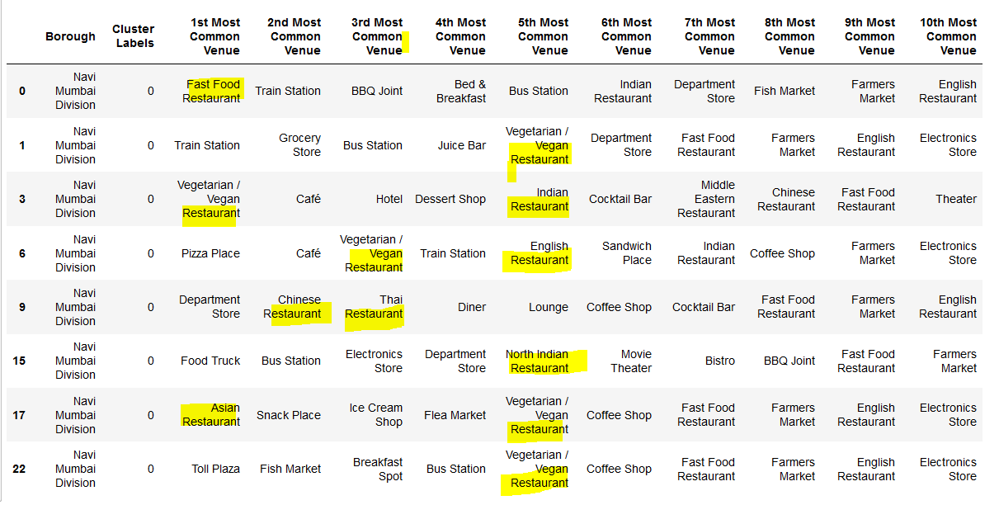 Borough Cluster Labels 1st Most Common Venue 2nd Most Common Venue 3rd Most Common Venue 4th Most Common Venue 5th Most Common Venue 6th Most Common Venue 7th Most Common Venue 8th Most Common Venue 9th Most Common Venue 10th Most Common Venue
0 Navi Mumbai Division 0 Fast Food Restaurant Train Station BBQ Joint Bed & Breakfast Bus Station Indian Restaurant Department Store Fish Market Farmers Market English Restaurant
1 Navi Mumbai Division 0 Train Station Grocery Store Bus Station Juice Bar Vegetarian / Vegan Restaurant Department Store Fast Food Restaurant Farmers Market English Restaurant Electronics Store
3 Navi Mumbai Division 0 Vegetarian / Vegan Restaurant Café Hotel Dessert Shop Indian Restaurant Cocktail Bar Middle Eastern Restaurant Chinese Restaurant Fast Food Restaurant Theater
6 Navi Mumbai Division 0 Pizza Place Café Vegetarian / Vegan Restaurant Train Station English Restaurant Sandwich Place Indian Restaurant Coffee Shop Farmers Market Electronics Store
9 Navi Mumbai Division 0 Department Store Chinese Restaurant Thai Restaurant Diner Lounge Coffee Shop Cocktail Bar Fast Food Restaurant Farmers Market English Restaurant
15 Navi Mumbai Division 0 Food Truck Bus Station Electronics Store Department Store North Indian Restaurant Movie Theater Bistro BBQ Joint Fast Food Restaurant Farmers Market
17 Navi Mumbai Division 0 Asian Restaurant Snack Place Ice Cream Shop Flea Market Vegetarian / Vegan Restaurant Coffee Shop Fast Food Restaurant Farmers Market English Restaurant Electronics Store
22 Navi Mumbai Division 0 Toll Plaza Fish Market Breakfast Spot Bus Station Vegetarian / Vegan Restaurant Coffee Shop Fast Food Restaurant Farmers Market English Restaurant Electronics Store